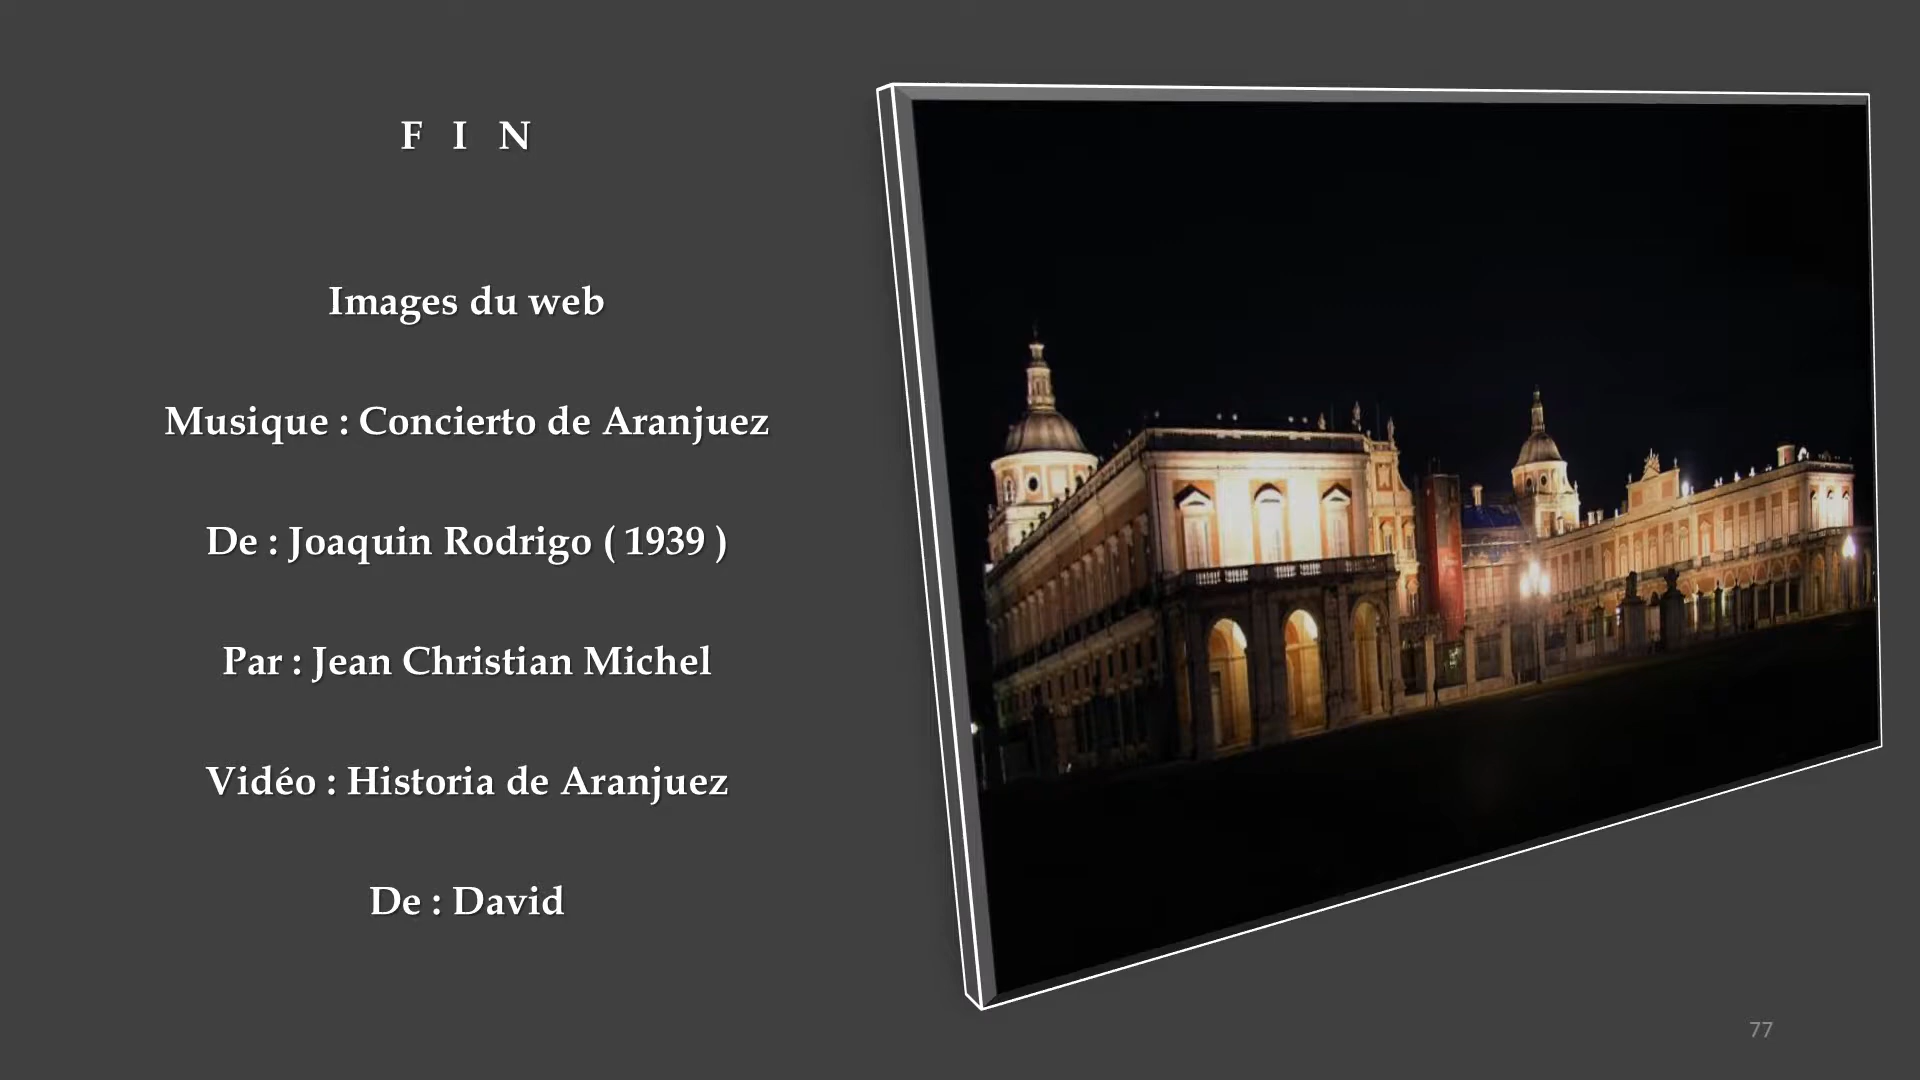 F I N
Images du web
Musique : Concierto de Aranjuez
De : Joaquin Rodrigo ( 1939 )
Par : Jean Christian Michel
Vidéo : Historia de Aranjuez
De : David
77